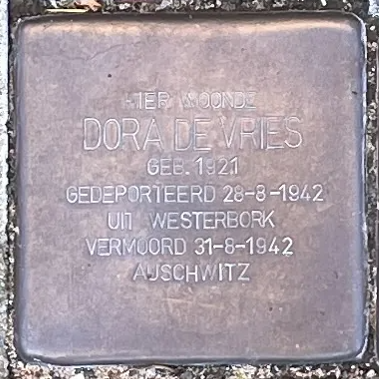 HIER WOONDE
DORA DE VRIES
GEB. 1921
GEDEPORTEERD 28-8-1942
UIT WESTERBORK
VERMOORD 31-8-1942
AUSCHWITZ